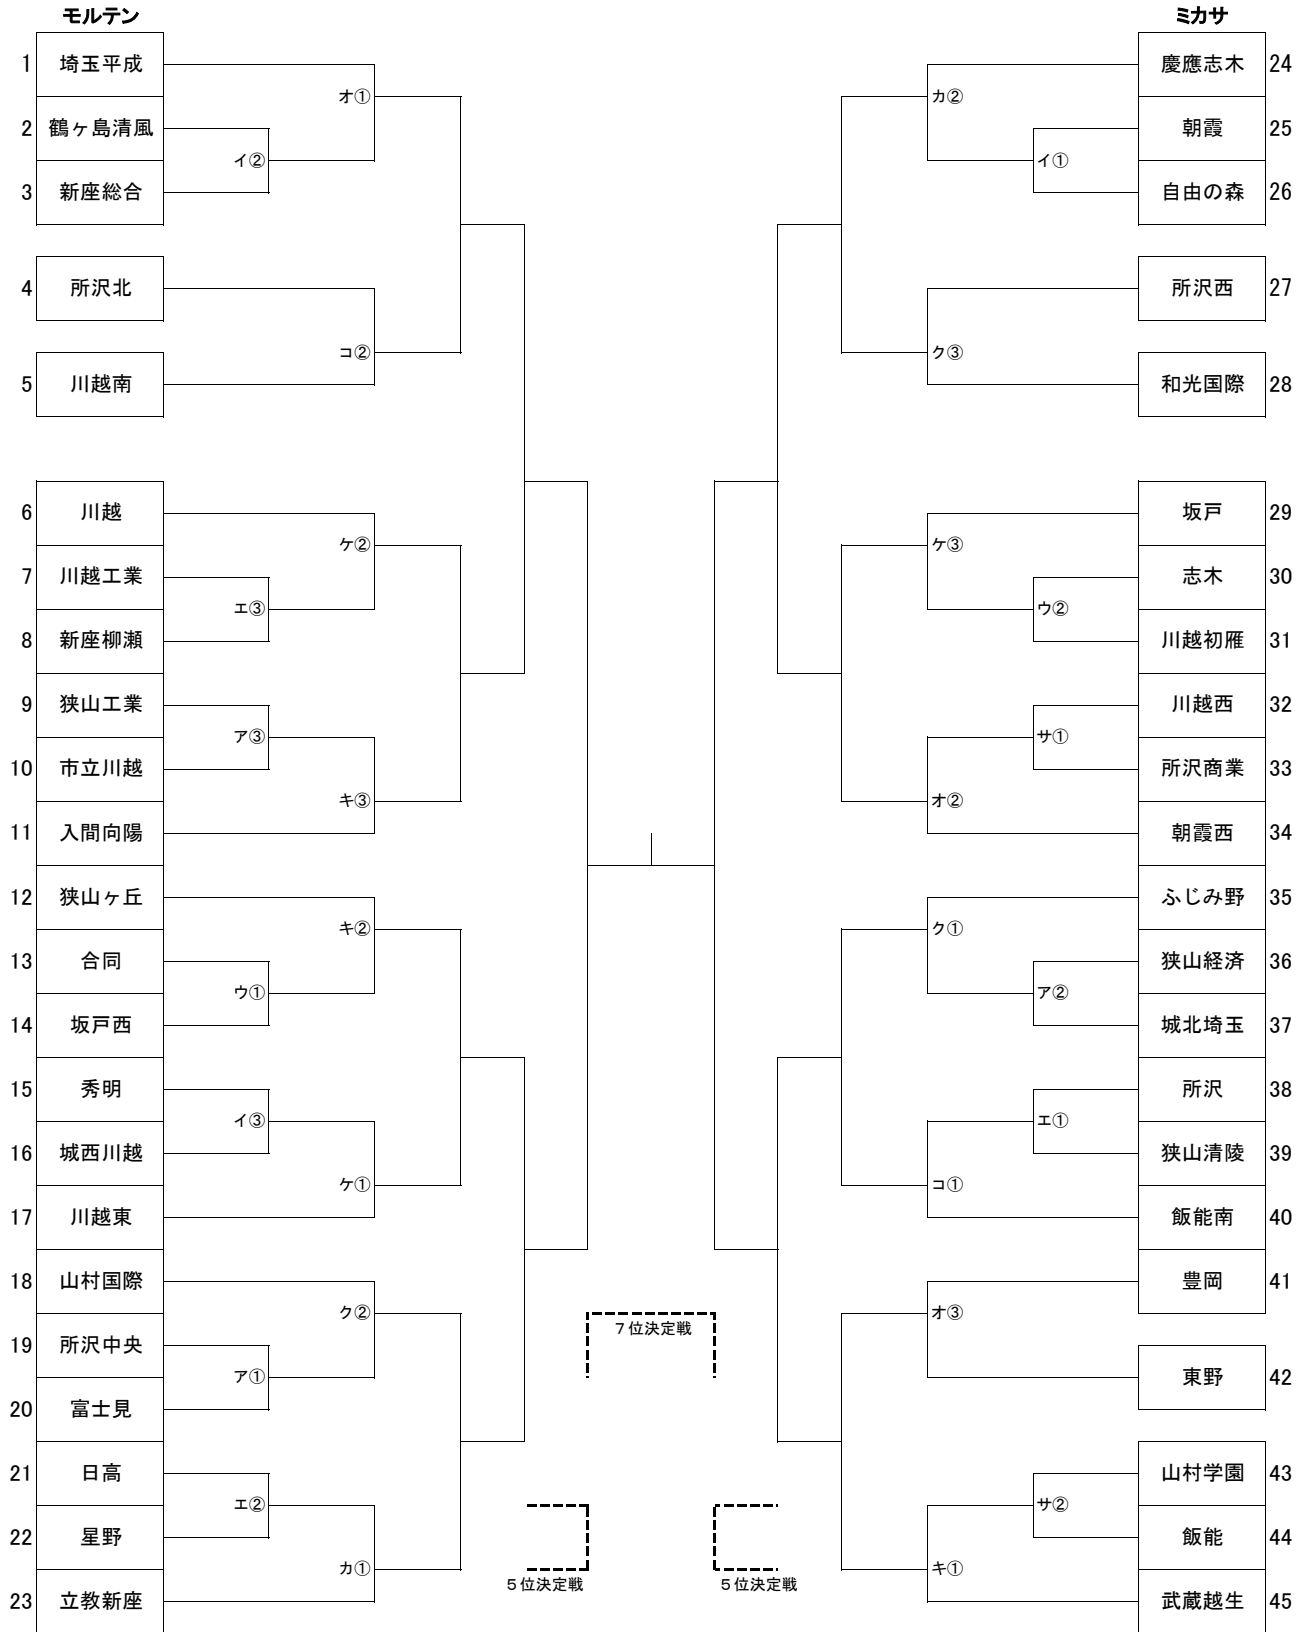 モルテン
1 埼玉平成
オ①
2 鶴ヶ島清風
イ②
3 新座総合
4 所沢北
コ②
5 川越南
6 川越
ケ②
7 川越工業
エ③
8 新座柳瀬
9 狭山工業
ア③
10 市立川越
キ③
11 入間向陽
12 狭山ヶ丘
キ②
13 合同
ウ①
14 坂戸西
15 秀明
イ③
16 城西川越
ケ①
17 川越東
18 山村国際
ク②
19 所沢中央
ア①
20 富士見
21 日高
エ②
22 星野
カ①
23 立教新座
ミカサ
慶應志木 24
カ②
朝霞 25
イ①
自由の森 26
所沢西 27
ク③
和光国際 28
坂戸 29
ケ③
志木 30
ウ②
川越初雁 31
川越西 32
サ①
所沢商業 33
オ②
朝霞西 34
ふじみ野 35
ク①
狭山経済 36
ア②
城北埼玉 37
所沢 38
エ①
狭山清陵 39
コ①
飯能南 40
豊岡 41
オ③
東野 42
山村学園 43
サ②
飯能 44
キ①
武蔵越生 45
７位決定戦
５位決定戦
５位決定戦